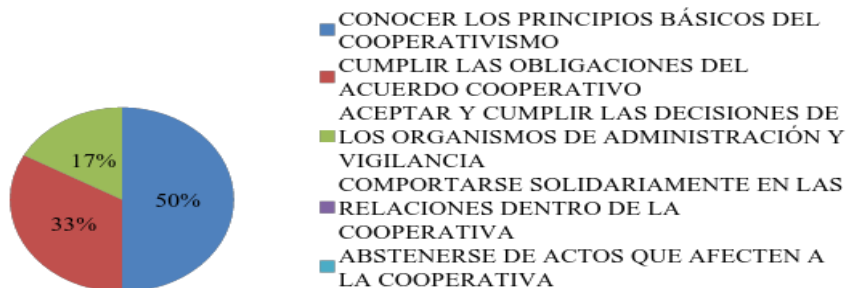 17%
50%
33%
CONOCER LOS PRINCIPIOS BÁSICOS DEL
COOPERATIVISMO
CUMPLIR LAS OBLIGACIONES DEL
ACUERDO COOPERATIVO
ACEPTAR Y CUMPLIR LAS DECISIONES DE
LOS ORGANISMOS DE ADMINISTRACIÓN Y
VIGILANCIA
COMPORTARSE SOLIDARIAMENTE EN LAS
RELACIONES DENTRO DE LA
COOPERATIVA
ABSTENERSE DE ACTOS QUE AFECTEN A
LA COOPERATIVA